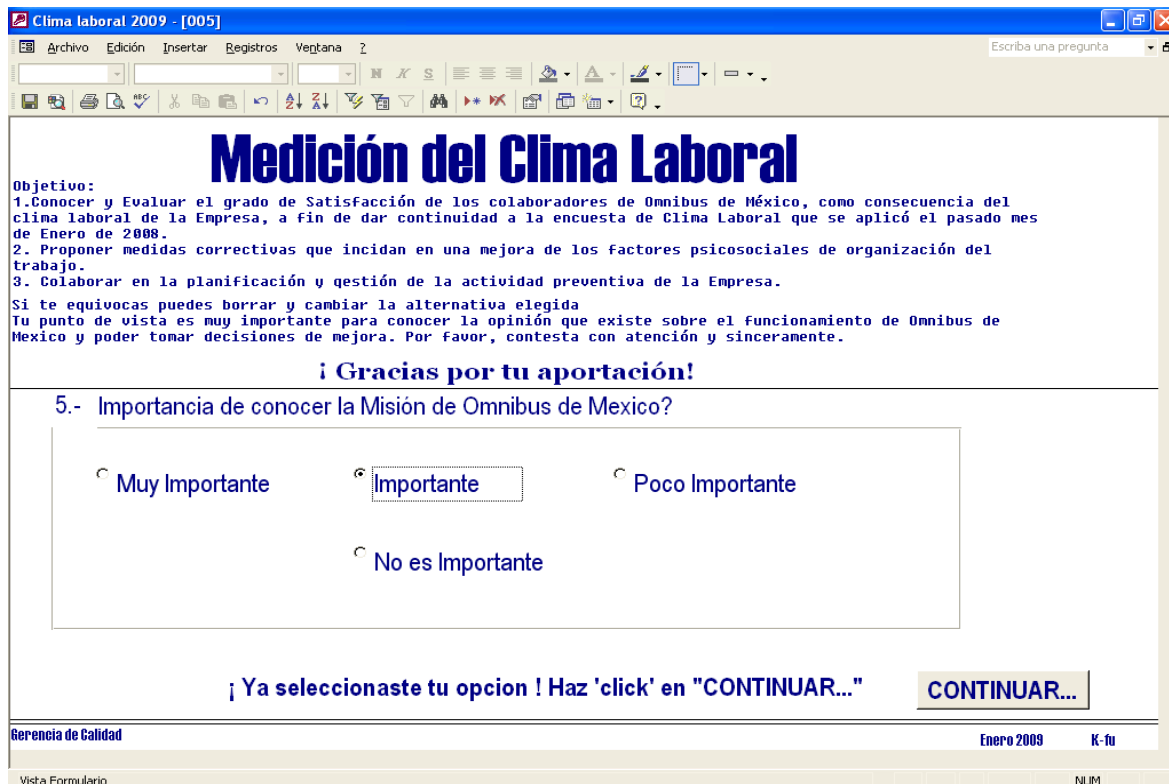 Clima laboral 2009 - [005]
Archivo Edición Insertar Registros Ventana ?
Escriba una pregunta
N K S
Medición del Clima Laboral
Objetivo:
1.Conocer y Evaluar el grado de Satisfacción de los colaboradores de Omnibus de México, como consecuencia del
clima laboral de la Empresa, a fin de dar continuidad a la encuesta de Clima Laboral que se aplicó el pasado mes
de Enero de 2008.
2. Proponer medidas correctivas que incidan en una mejora de los factores psicosociales de organización del
trabajo.
3. Colaborar en la planificación y gestión de la actividad preventiva de la Empresa.
Si te equivocas puedes borrar y cambiar la alternativa elegida
Tu punto de vista es muy importante para conocer la opinión que existe sobre el funcionamiento de Omnibus de
Mexico y poder tomar decisiones de mejora. Por favor, contesta con atención y sinceramente.
¡ Gracias por tu aportación!
5.- Importancia de conocer la Misión de Omnibus de Mexico?
Muy Importante Importante Poco Importante
No es Importante
¡ Ya seleccionaste tu opcion ! Haz 'click' en "CONTINUAR..." CONTINUAR...
Gerencia de Calidad Enero 2009 K-fu
Vista Formulario NUM